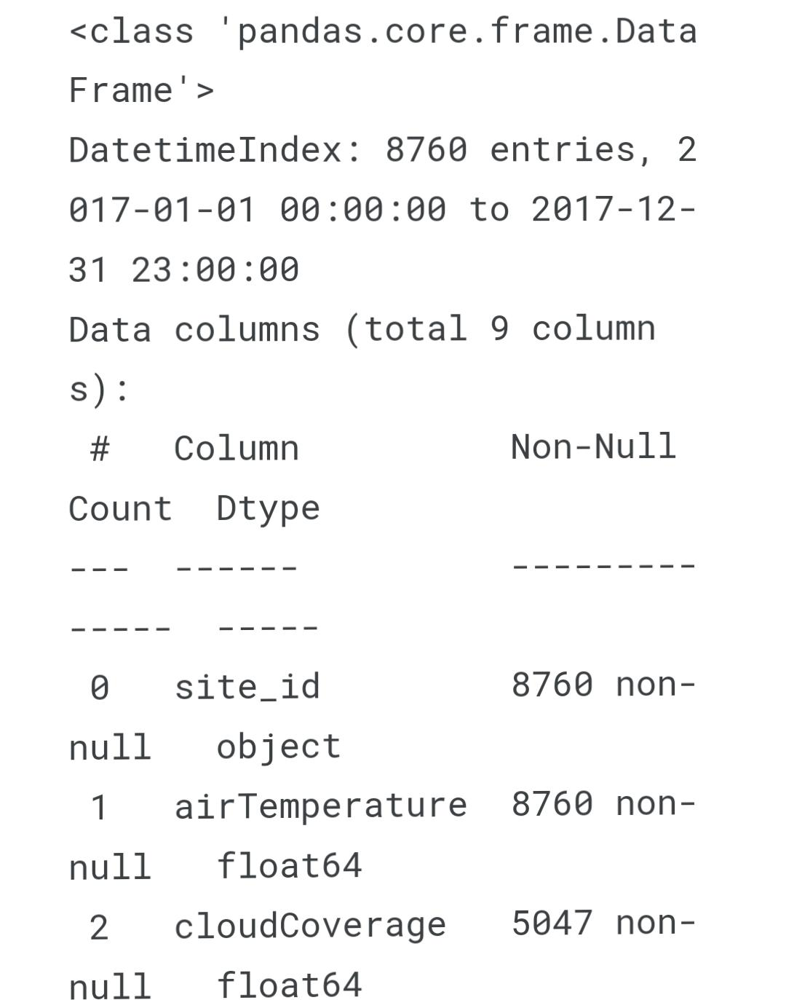 <class 'pandas.core.frame.Data
Frame'>
DatetimeIndex: 8760 entries, 2
017-01-01 00:00:00 to 2017-12-
31 23:00:00
Data columns (total 9 column
s):
 #   Column          Non-Null
Count  Dtype
---  ------          ---------
-----  -----
 0   site_id         8760 non-
null   object
 1   airTemperature  8760 non-
null   float64
 2   cloudCoverage   5047 non-
null   float64